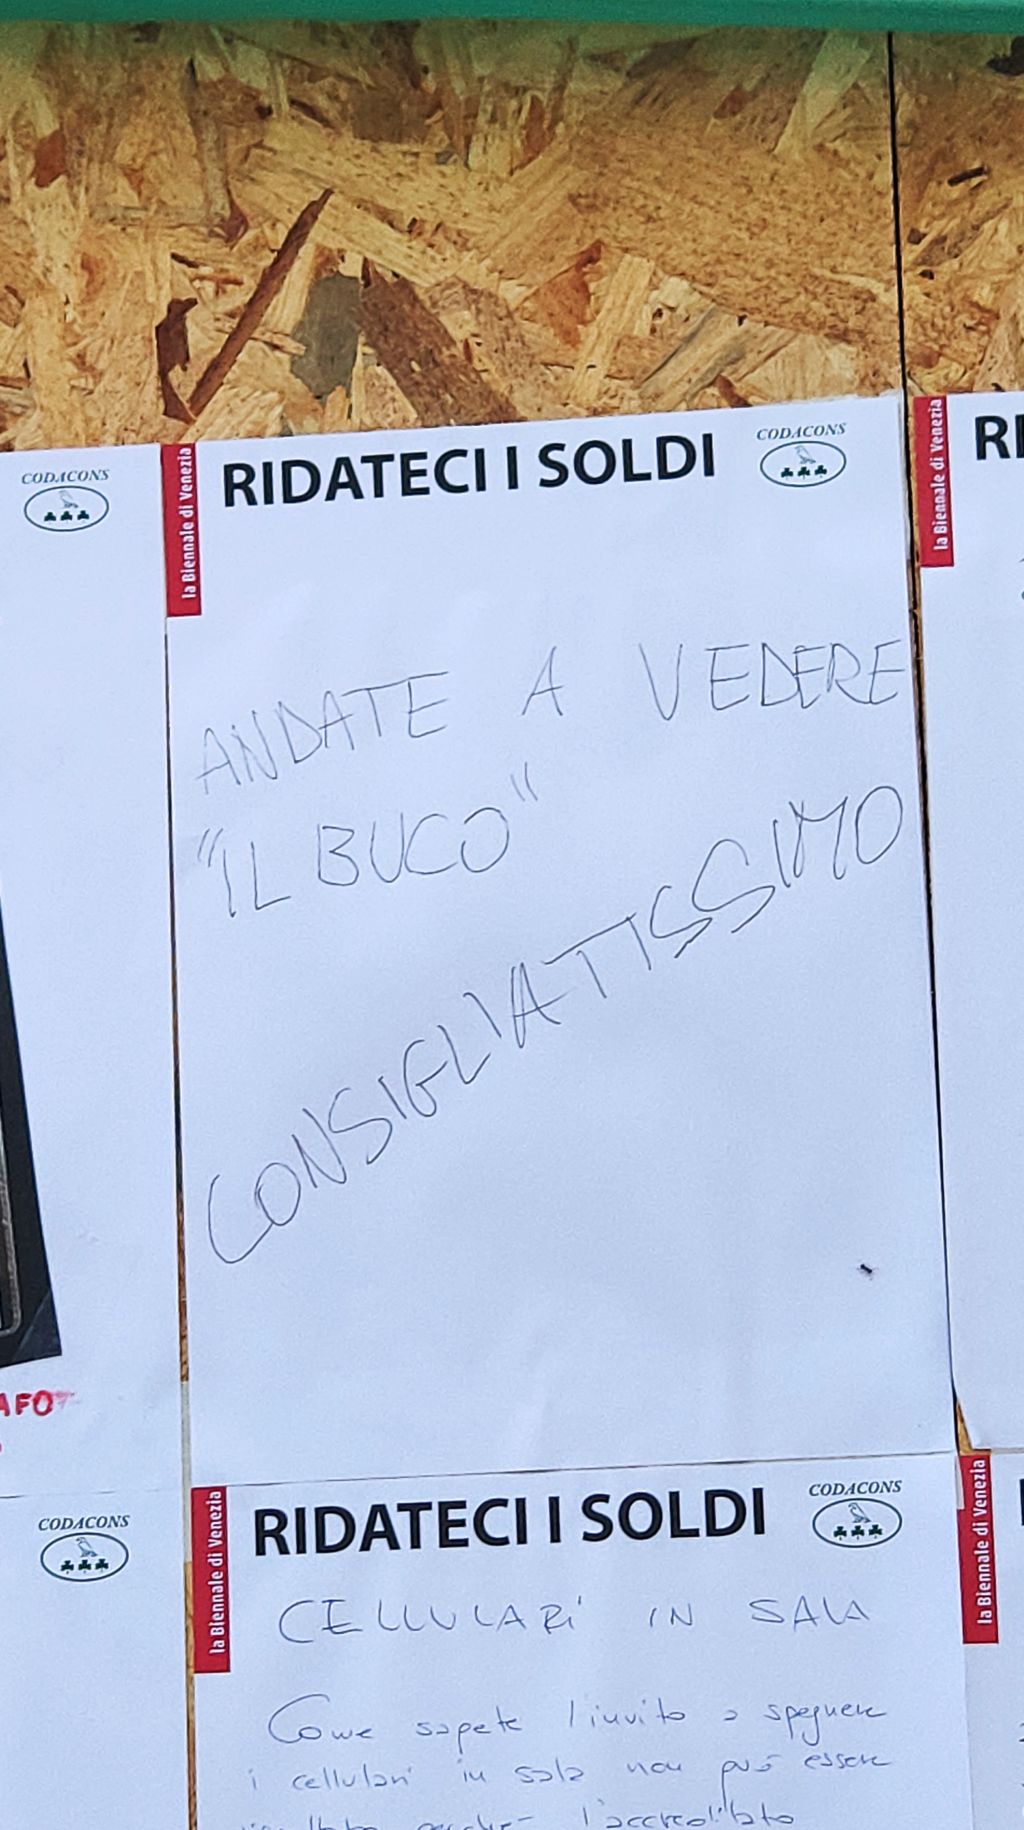 CODACONS
la Biennale di Venezia
RIDATECI I SOLDI
CODACONS
la Biennale di Venezia
RI
ANDATE A VEDERE
"IL BUCO"
CONSIGLIATISSIMO
AFO
CODACONS
la Biennale di Venezia
RIDATECI I SOLDI
CODACONS
la Biennale di Venezia
CELLULARI IN SALA
Come sapete l'invito a spegnere
i cellulari in sala non può essere
l'accreditato